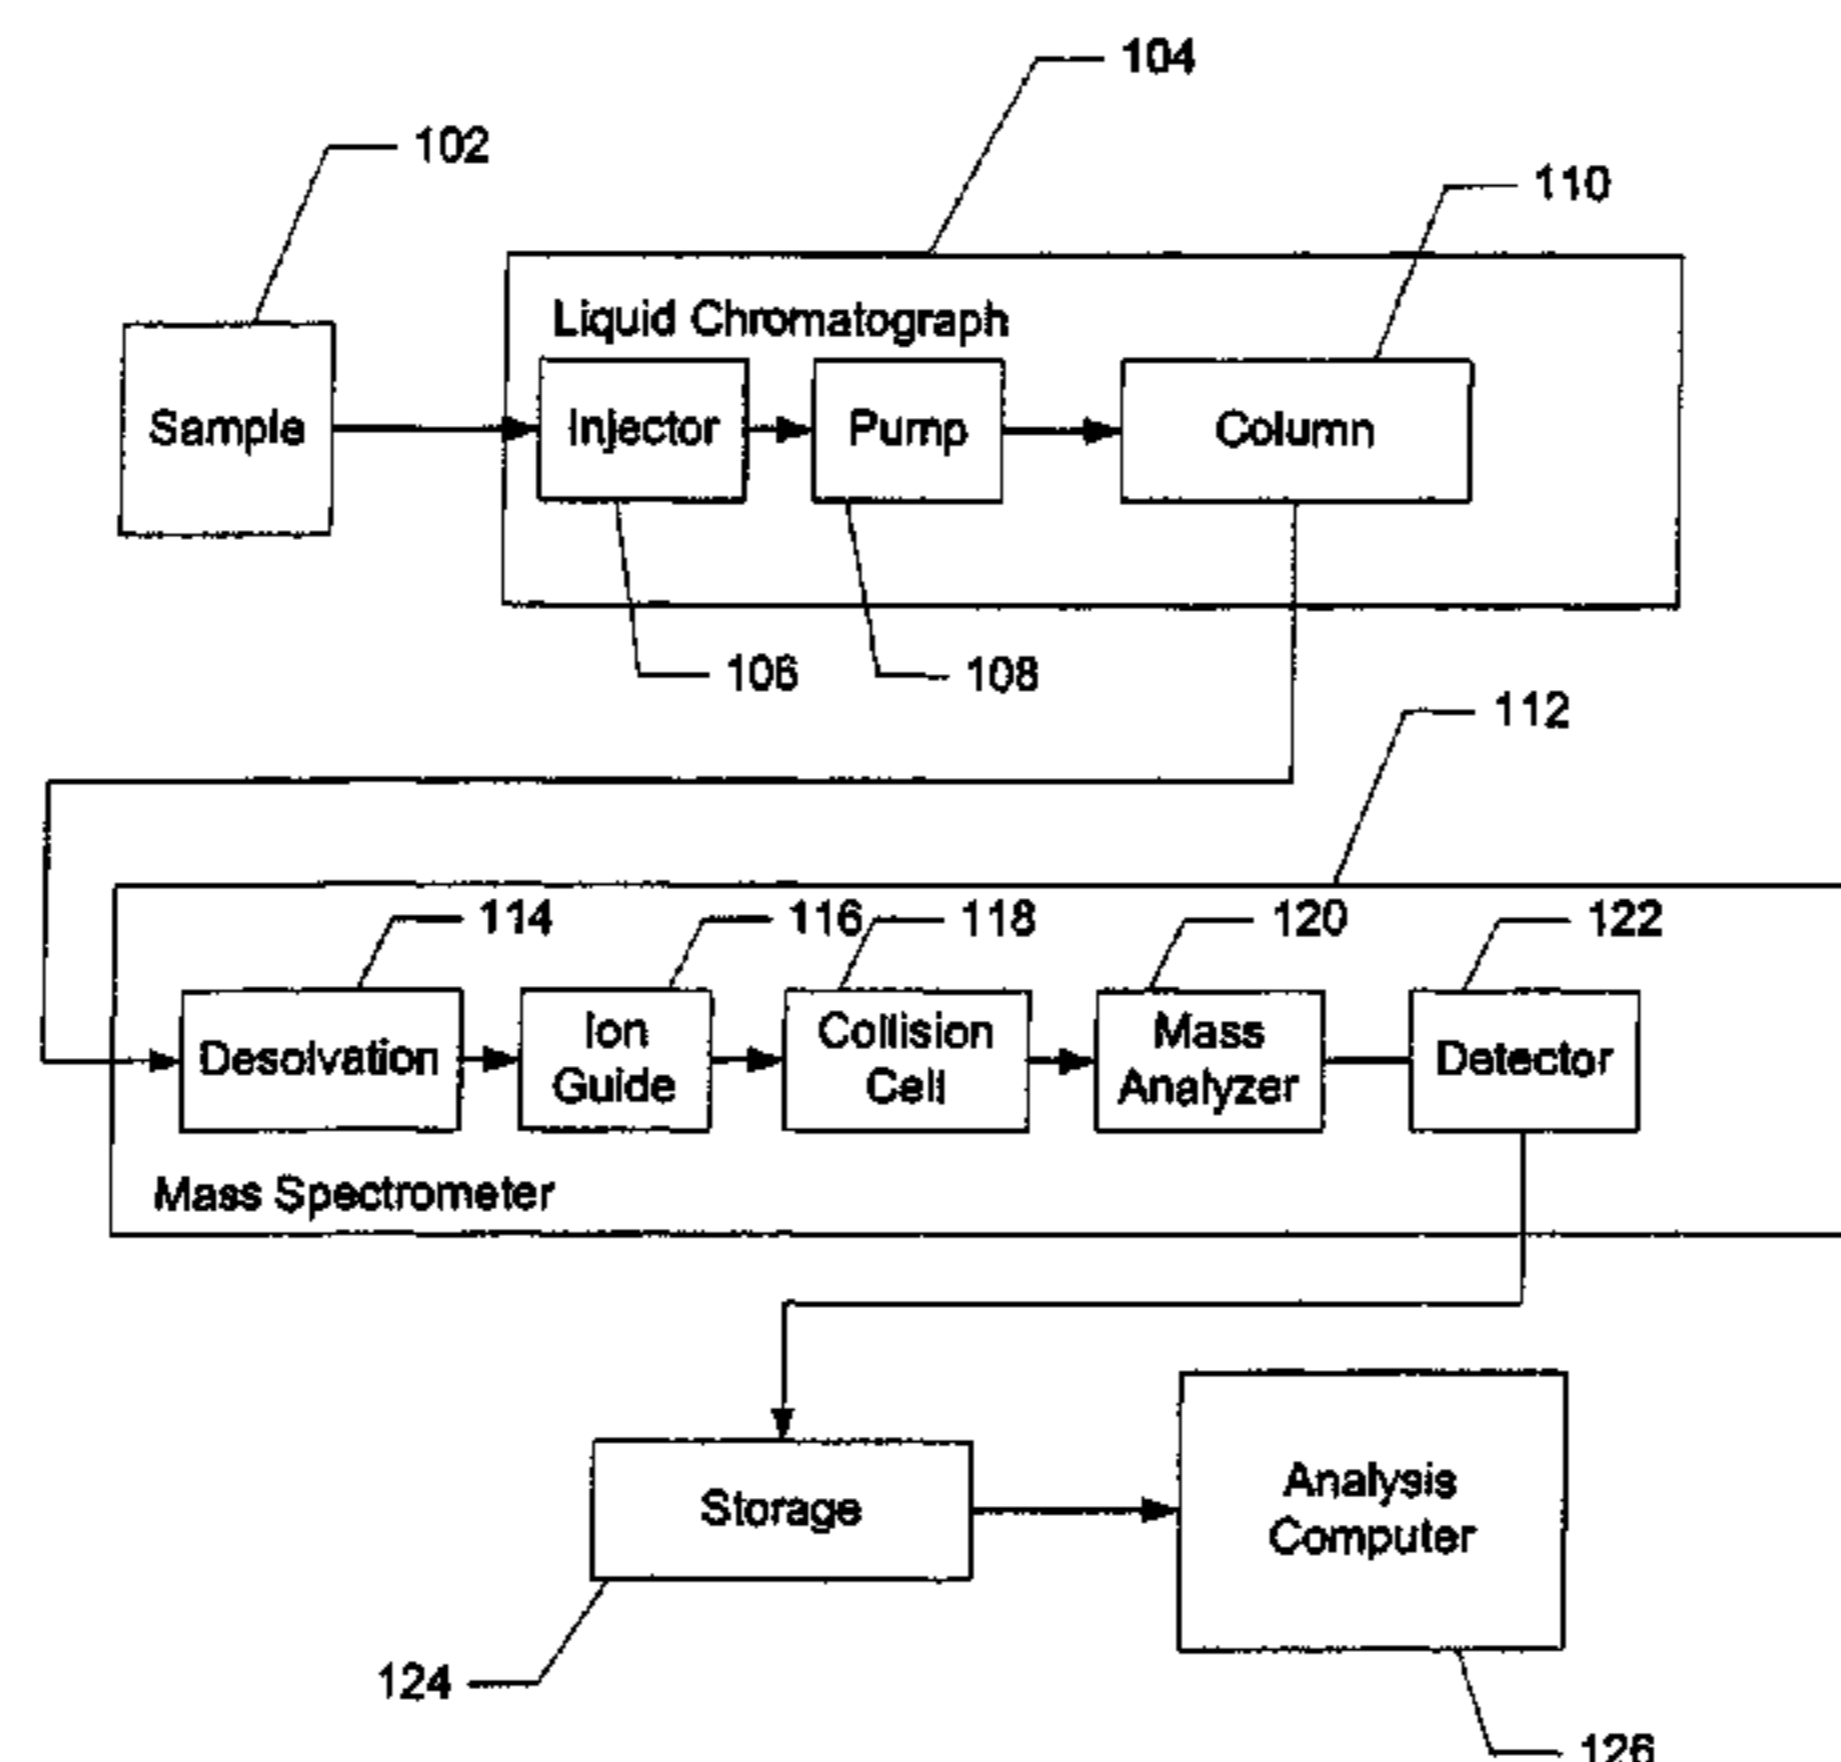 104
102
110
Liquid Chromatograph
Sample
Injector
Pump
Column
106
108
112
114
116
118
120
122
Desolvation
Ion
Guide
Collision
Cell
Mass
Analyzer
Detector
Mass Spectrometer
Storage
Analysis
Computer
124
126